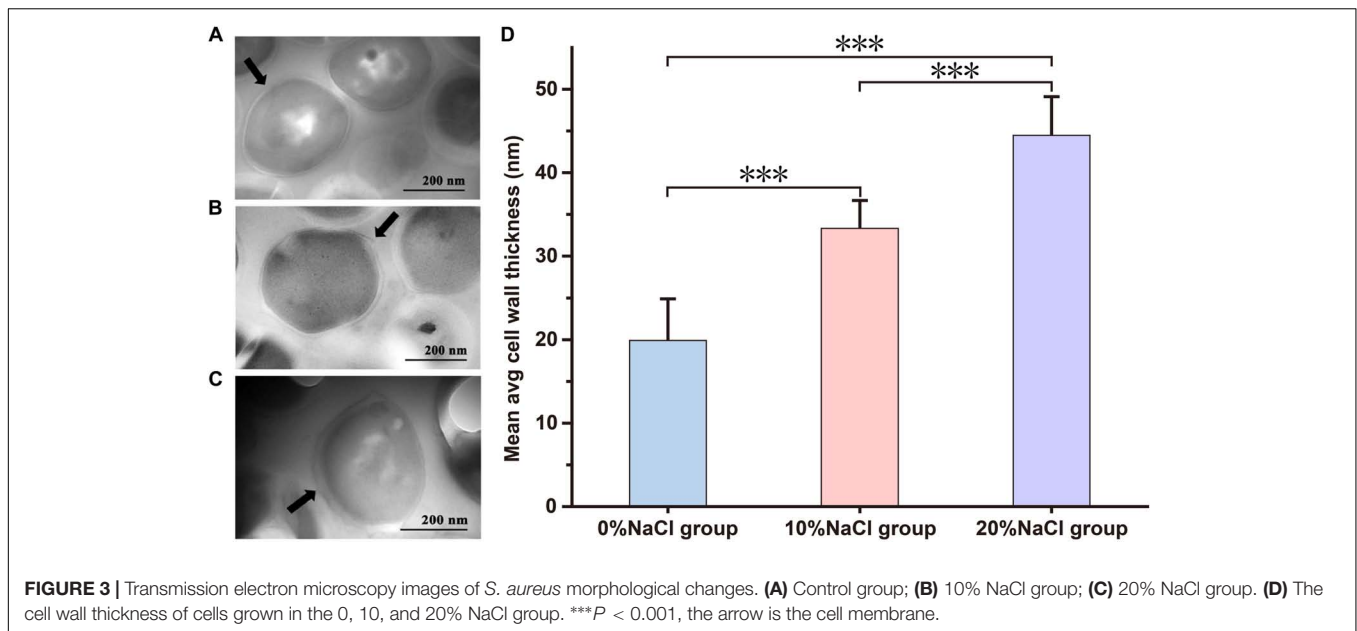 A
200 nm
B
200 nm
C
200 nm
D
Mean avg cell wall thickness (nm)
50
40
30
20
10
0
***
***
***
0%NaCl group
10%NaCl group
20%NaCl group
FIGURE 3 | Transmission electron microscopy images of S. aureus morphological changes. (A) Control group; (B) 10% NaCl group; (C) 20% NaCl group. (D) The
cell wall thickness of cells grown in the 0, 10, and 20% NaCl group. ***P < 0.001, the arrow is the cell membrane.